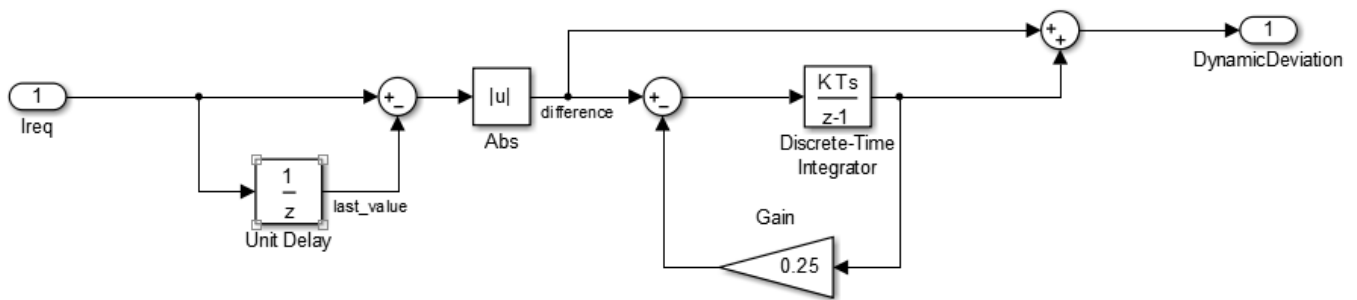 +
+
1
DynamicDeviation
1
Ireq
+
−
|u|
Abs
difference
+
−
K Ts
z-1
Discrete-Time
Integrator
1
z
last_value
Unit Delay
Gain
0.25